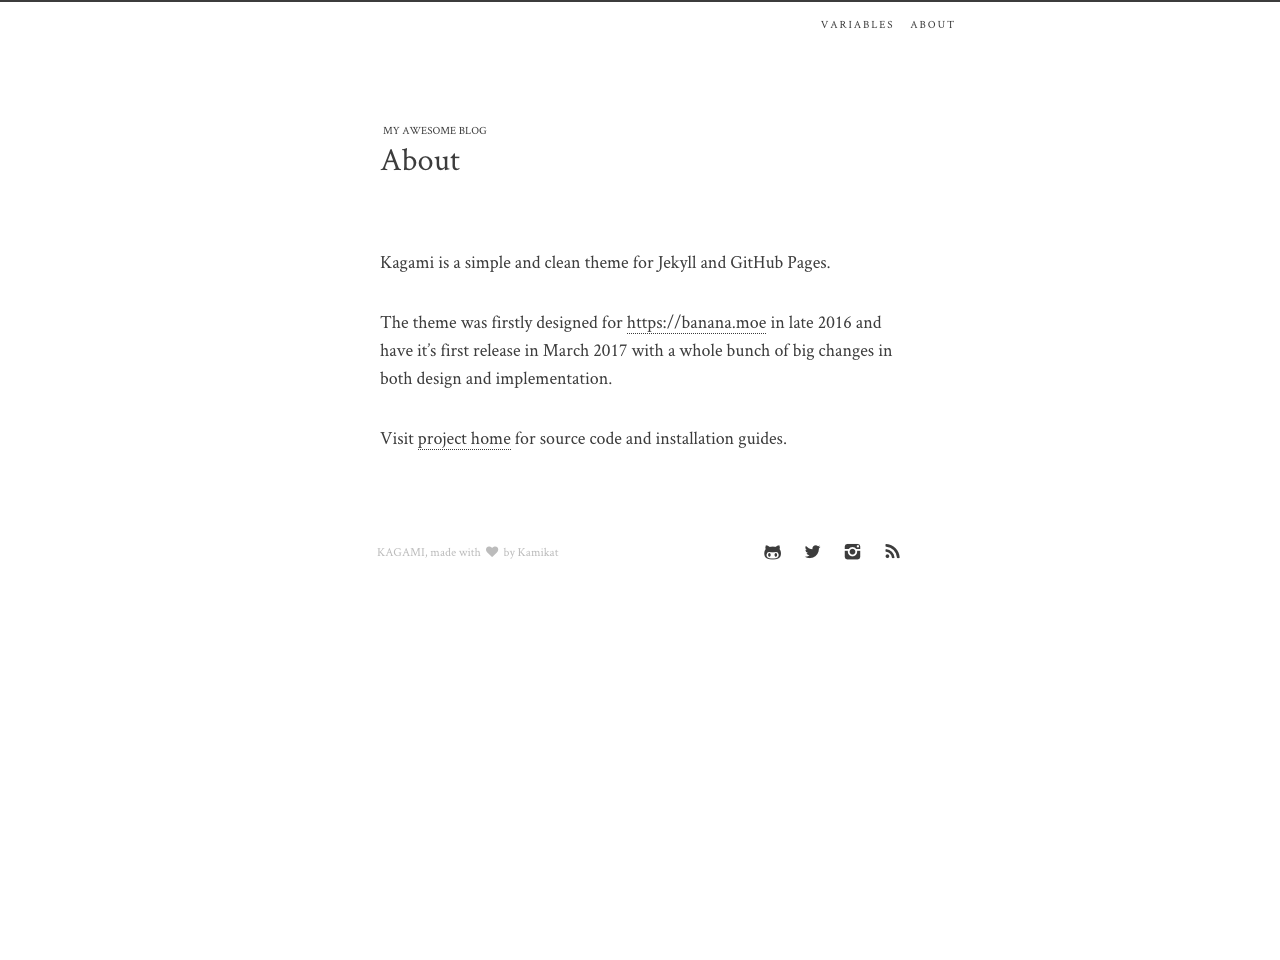 VARIABLES ABOUT
MY AWESOME BLOG
About
Kagami is a simple and clean theme for Jekyll and GitHub Pages.
The theme was firstly designed for https://banana.moe in late 2016 and
have it’s first release in March 2017 with a whole bunch of big changes in
both design and implementation.
Visit project home for source code and installation guides.
KAGAMI, made with ♥ by Kamikat